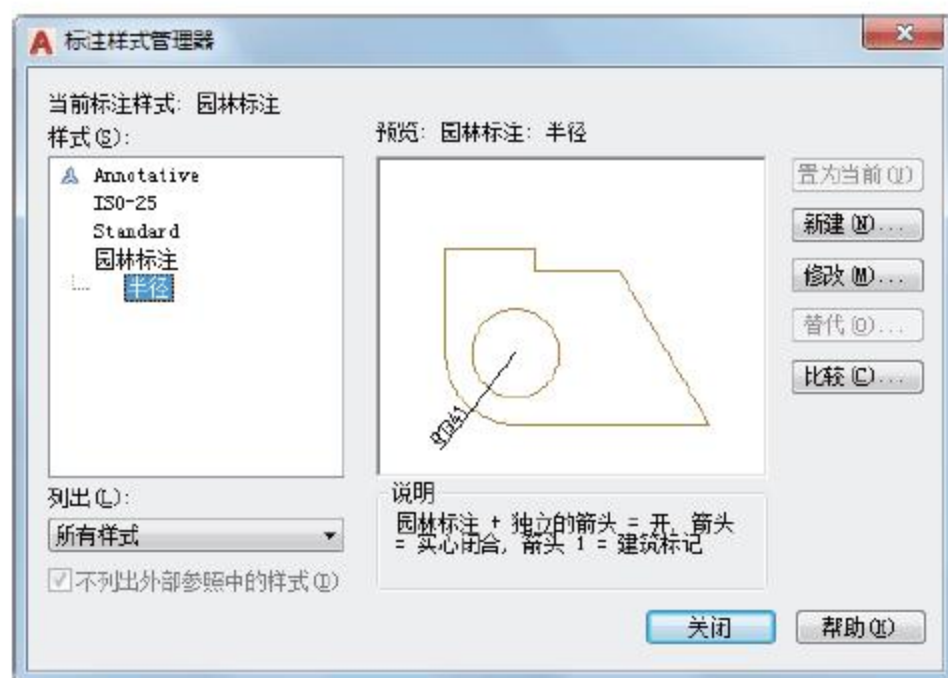 标注样式管理器
当前标注样式: 园林标注
样式(S):
预览: 园林标注: 半径
Annotative
ISO-25
Standard
园林标注
半径
置为当前(U)
新建(N)...
修改(M)...
替代(O)...
比较(C)...
R1341
列出(L):
所有样式
不列出外部参照中的样式(D)
说明
园林标注 + 独立的箭头 = 开, 箭头
= 实心闭合, 箭头 1 = 建筑标记
关闭
帮助(H)